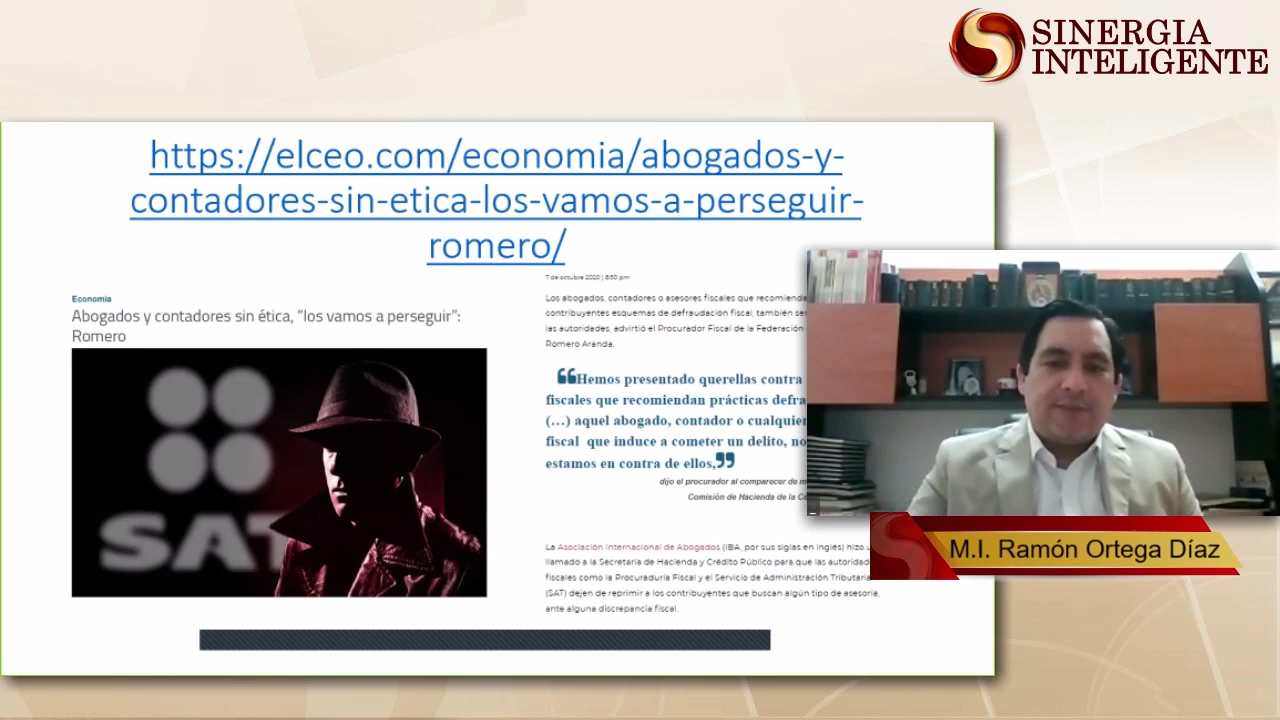 SINERGIA
INTELIGENTE
https://elceo.com/economia/abogados-y-
contadores-sin-etica-los-vamos-a-perseguir-
romero/
7 de octubre 2020 | 8:50 pm
Economía
Abogados y contadores sin ética, “los vamos a perseguir”:
Romero
SAT
Los abogados, contadores o asesores fiscales que recomienda
contribuyentes esquemas de defraudación fiscal, también ser
las autoridades, advirtió el Procurador Fiscal de la Federación
Romero Aranda.
“Hemos presentado querellas contra
fiscales que recomiendan prácticas defra
(…) aquel abogado, contador o cualquier
fiscal que induce a cometer un delito, no
estamos en contra de ellos,”
dijo el procurador al comparecer de m
Comisión de Hacienda de la C
La Asociación Internacional de Abogados (IBA, por sus siglas en inglés) hizo
llamado a la Secretaría de Hacienda y Crédito Público para que las autoridad
fiscales como la Procuraduría Fiscal y el Servicio de Administración Tributaria
(SAT) dejen de reprimir a los contribuyentes que buscan algún tipo de asesoría,
ante alguna discrepancia fiscal.
M.I. Ramón Ortega Díaz